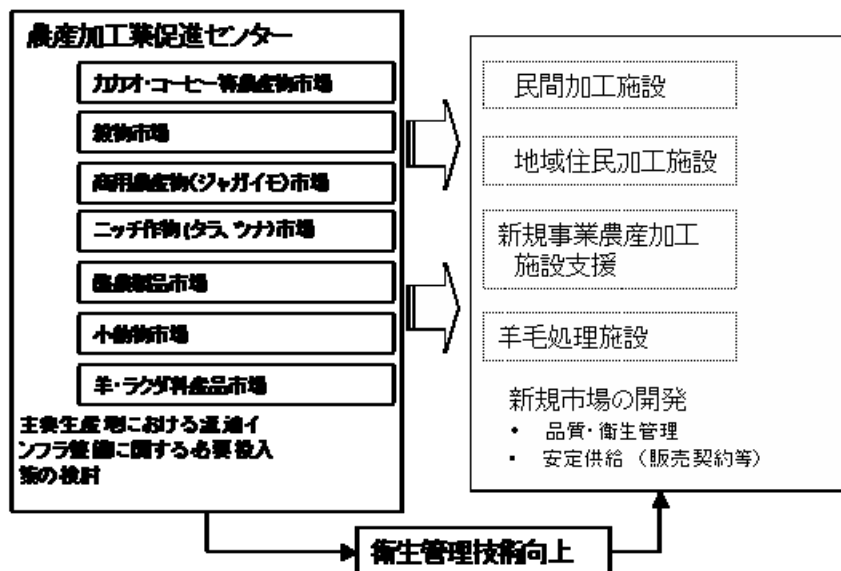 農産加工業促進センター
カカオ・コーヒー等農産物市場
穀物市場
商用農産物(ジャガイモ)市場
ニッチ作物(タラ、ツナ)市場
酪農製品市場
小動物市場
羊・ラクダ科産品市場
主要生産地における流通イ
ンフラ整備に関する必要投入
策の検討
民間加工施設
地域住民加工施設
新規事業農産加工
施設支援
羊毛処理施設
新規市場の開発
• 品質・衛生管理
• 安定供給 (販売契約等)
衛生管理技術向上